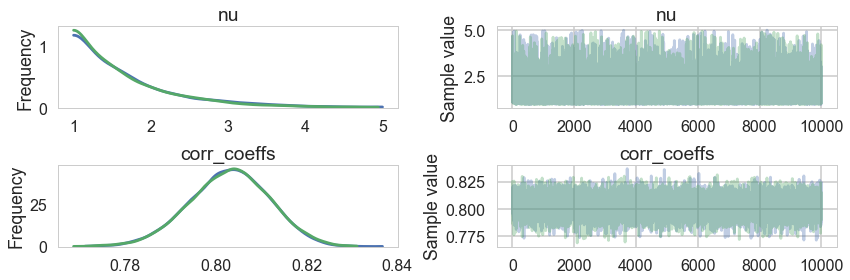 nu
Frequency
1
0
1 2 3 4 5
nu
Sample value
5.0
2.5
0 2000 4000 6000 8000 10000
corr_coeffs
Frequency
25
0
0.78 0.80 0.82 0.84
corr_coeffs
Sample value
0.825
0.800
0.775
0 2000 4000 6000 8000 10000